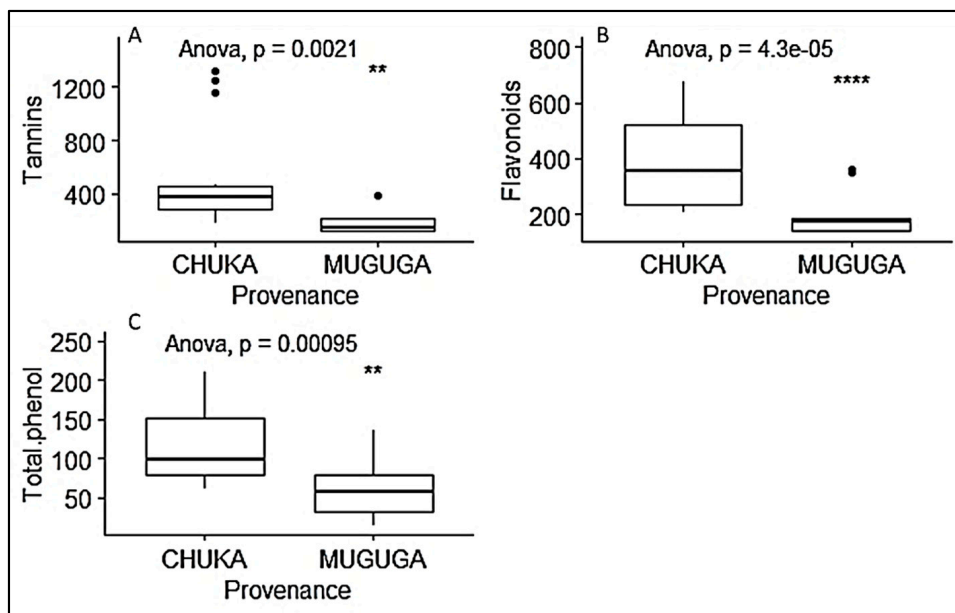 A
Anova, p = 0.0021
**
1200
800
400
Tannins
CHUKA MUGUGA
Provenance
B
Anova, p = 4.3e-05
****
800
600
400
200
Flavonoids
CHUKA MUGUGA
Provenance
C
Anova, p = 0.00095
**
250
200
150
100
50
Total.phenol
CHUKA MUGUGA
Provenance